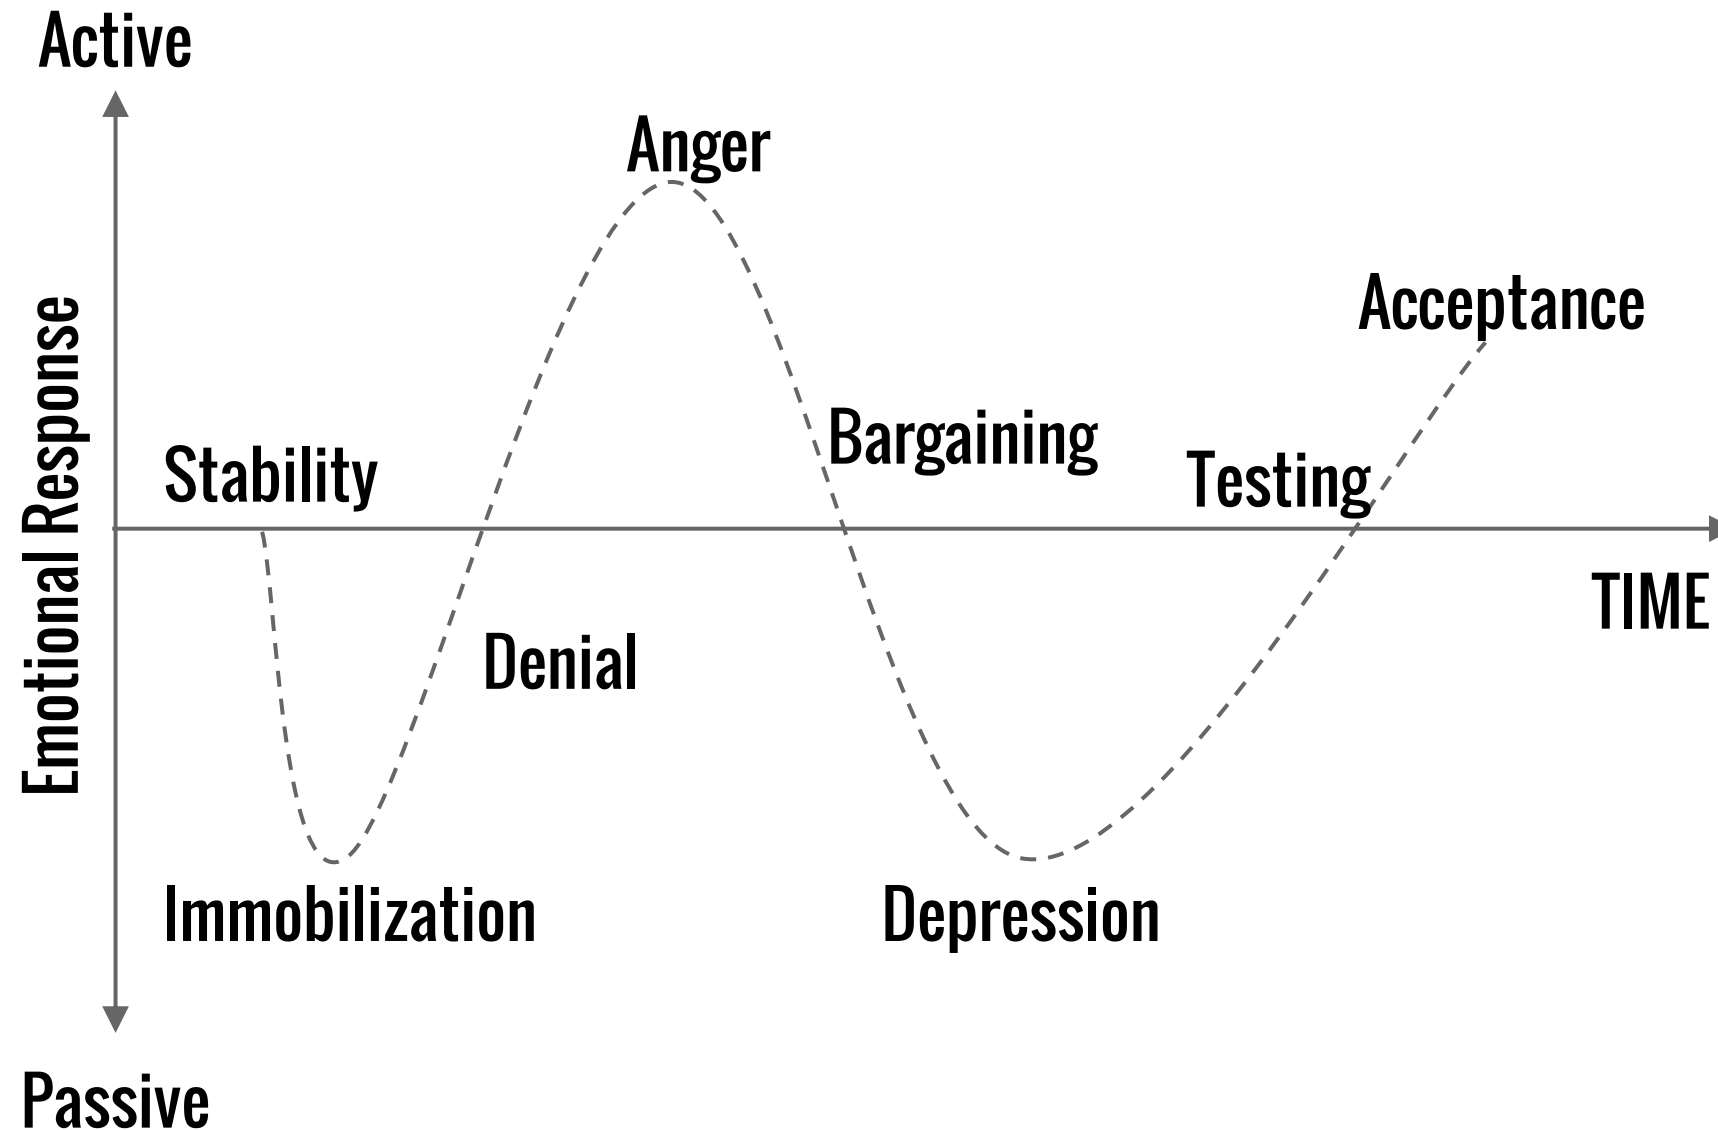 Active
Anger
Acceptance
Bargaining
Stability
Testing
Emotional Response
TIME
Denial
Immobilization
Depression
Passive